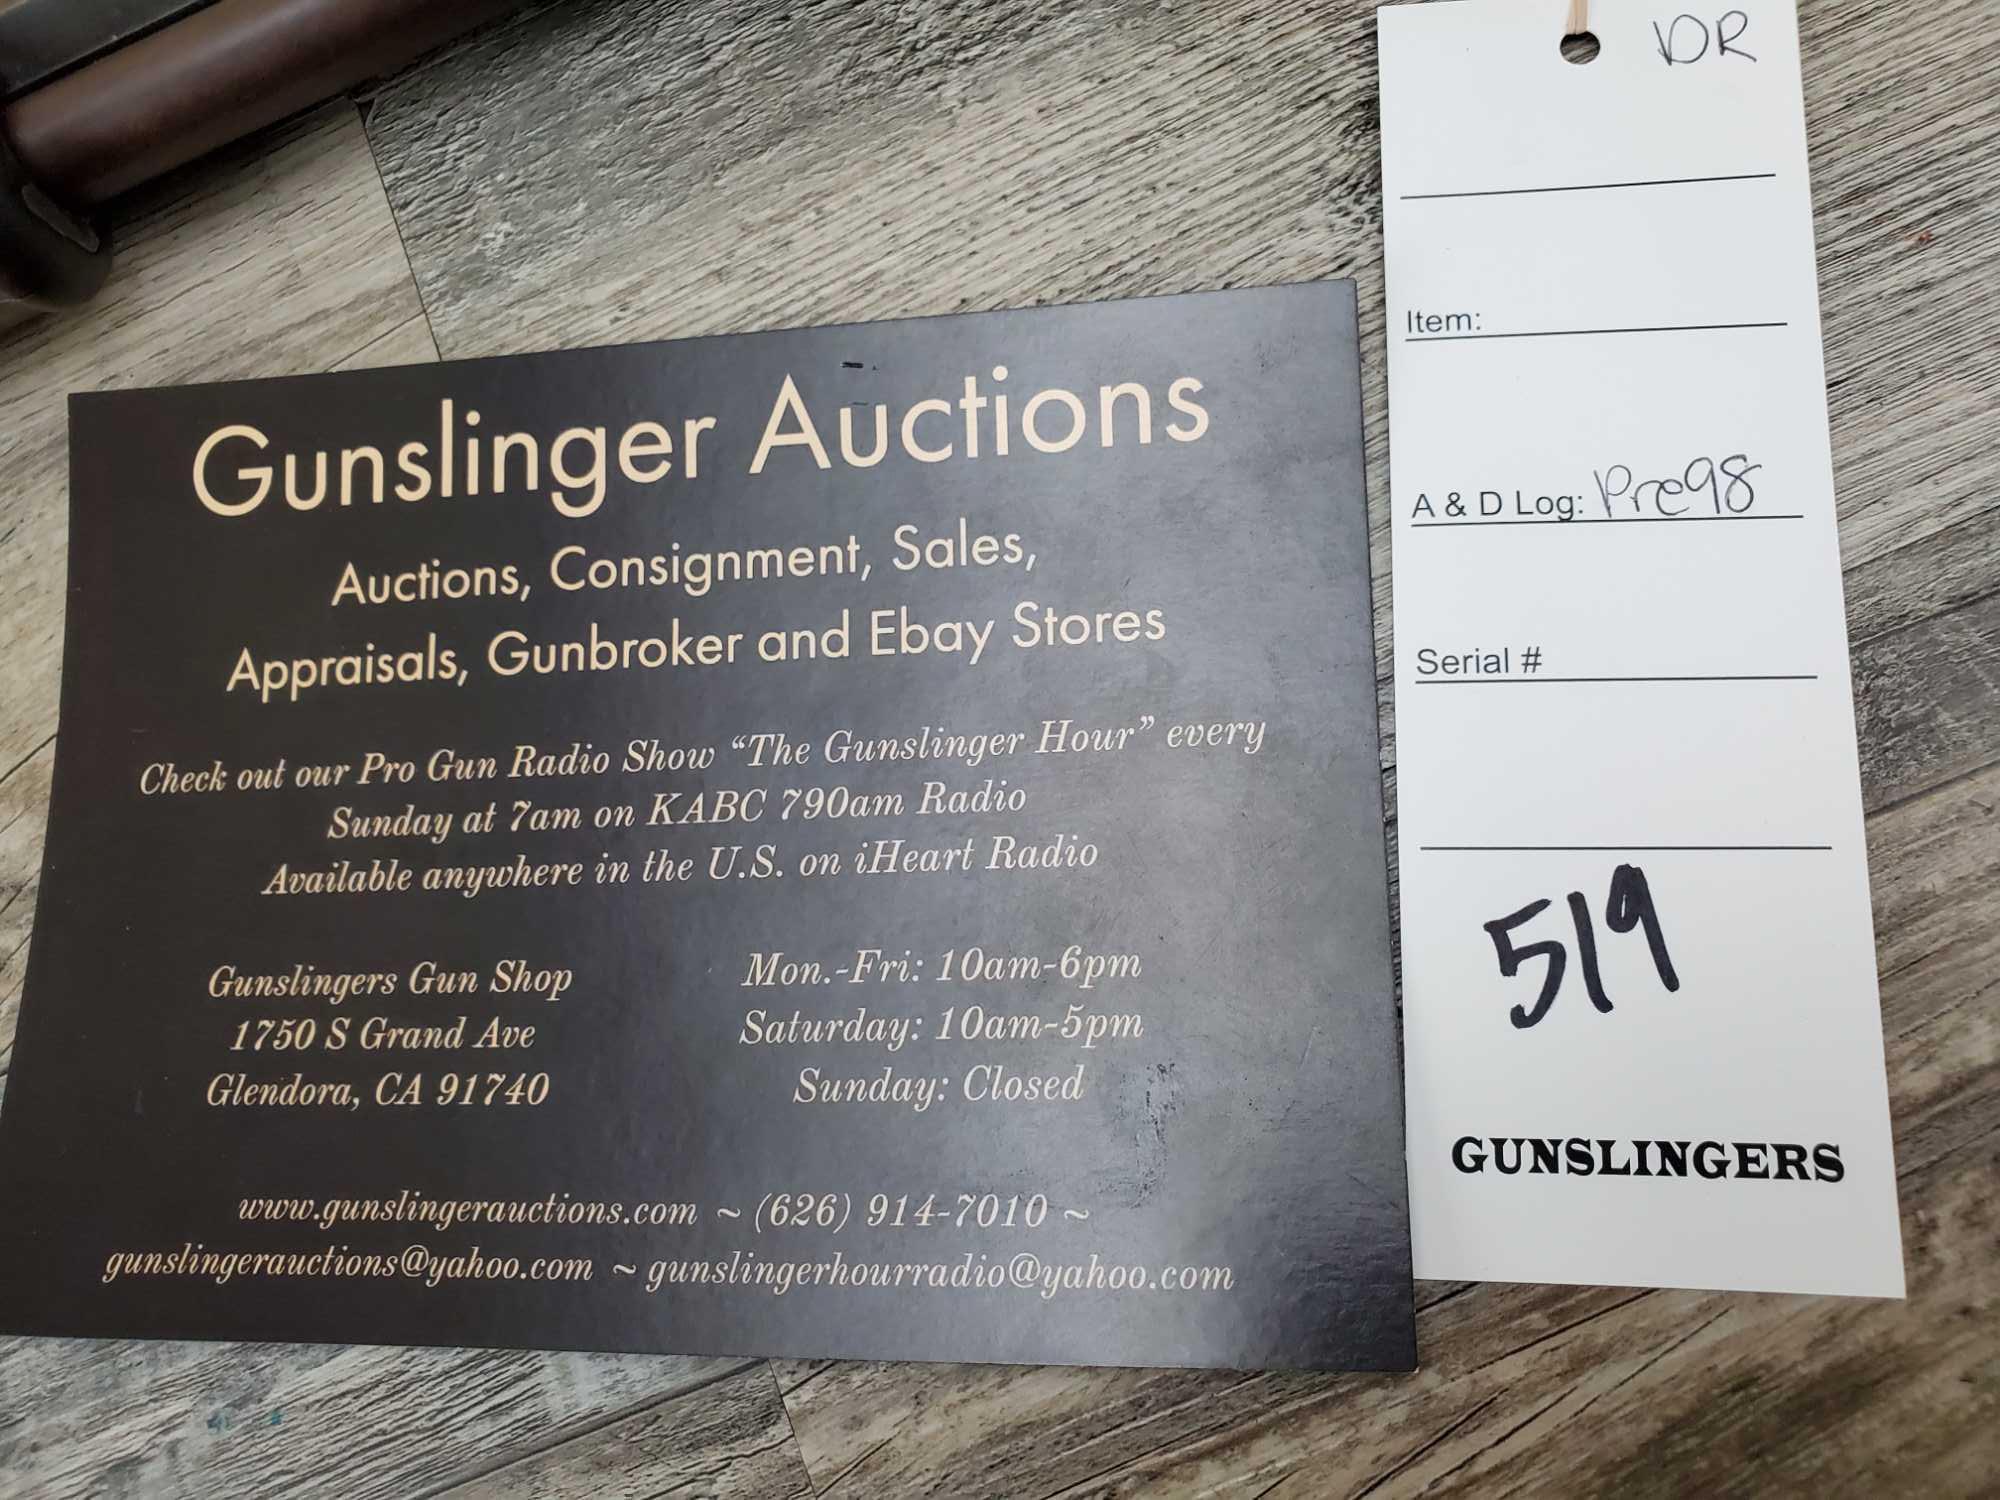 Gunslinger Auctions
Auctions, Consignment, Sales,
Appraisals, Gunbroker and Ebay Stores
Check out our Pro Gun Radio Show “The Gunslinger Hour” every
Sunday at 7am on KABC 790am Radio
Available anywhere in the U.S. on iHeart Radio
Gunslingers Gun Shop
1750 S Grand Ave
Glendora, CA 91740
Mon.-Fri: 10am-6pm
Saturday: 10am-5pm
Sunday: Closed
www.gunslingerauctions.com ~ (626) 914-7010 ~
gunslingerauctions@yahoo.com ~ gunslingerhourradio@yahoo.com
DR
Item:
A & D Log: Pre98
Serial #
519
GUNSLINGERS